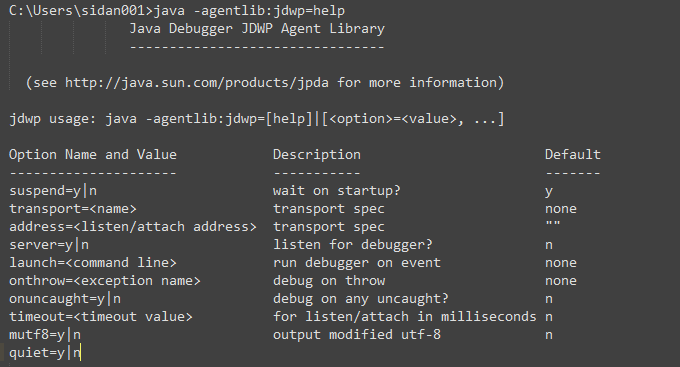 C:\Users\sidan001>java -agentlib:jdwp=help
Java Debugger JDWP Agent Library
--------------------------------
(see http://java.sun.com/products/jpda for more information)
jdwp usage: java -agentlib:jdwp=[help]|[<option>=<value>, ...]
Option Name and Value            Description                       Default
---------------------            -----------                       -------
suspend=y|n                      wait on startup?                  y
transport=<name>                 transport spec                    none
address=<listen/attach address>  transport spec                    ""
server=y|n                       listen for debugger?              n
launch=<command line>            run debugger on event             none
onthrow=<exception name>         debug on throw                    none
onuncaught=y|n                   debug on any uncaught?            n
timeout=<timeout value>          for listen/attach in milliseconds n
mutf8=y|n                        output modified utf-8             n
quiet=y|n